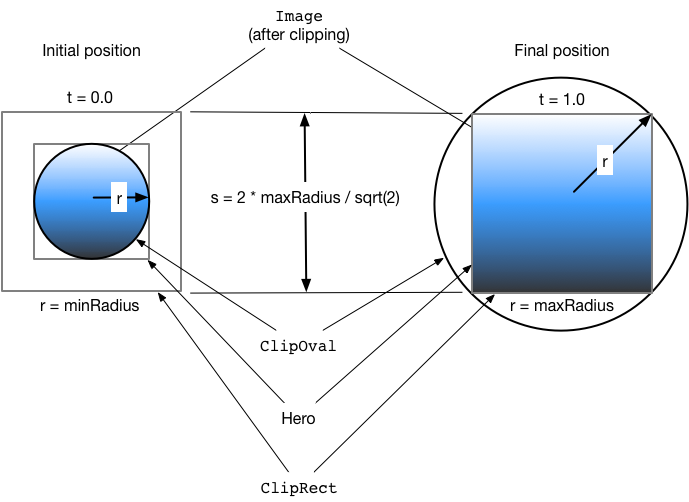 Image
(after clipping)
Initial position
Final position
t = 0.0
t = 1.0
r
r
s = 2 * maxRadius / sqrt(2)
r = minRadius
r = maxRadius
ClipOval
Hero
ClipRect